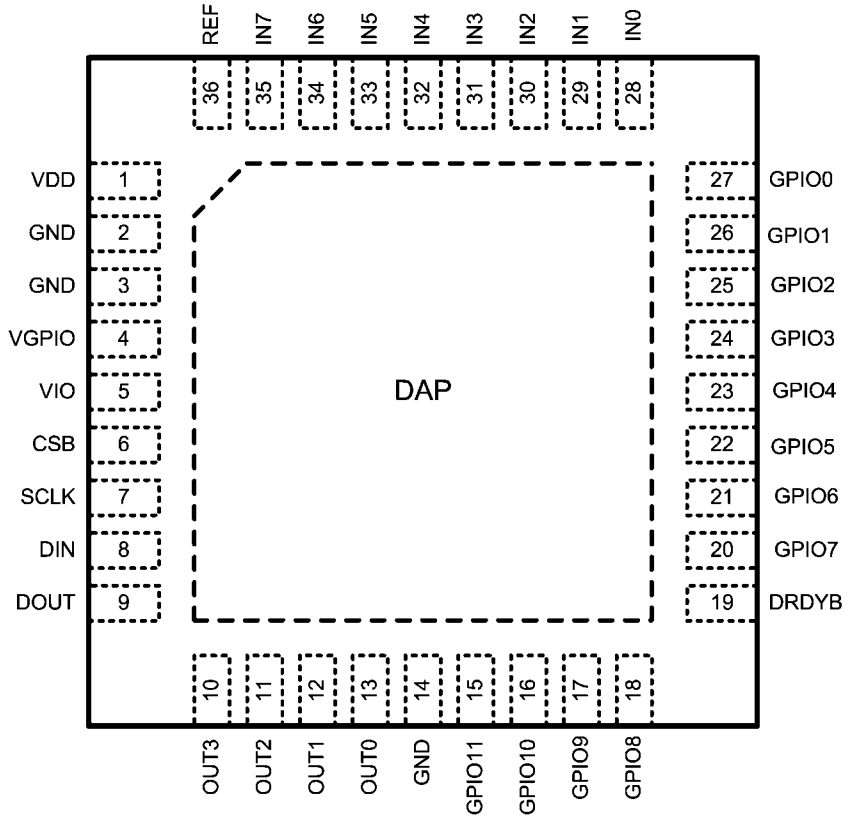 REF IN7 IN6 IN5 IN4 IN3 IN2 IN1 IN0
36 35 34 33 32 31 30 29 28
VDD 1 27 GPIO0
GND 2 26 GPIO1
GND 3 25 GPIO2
VGPIO 4 24 GPIO3
VIO 5 DAP 23 GPIO4
CSB 6 22 GPIO5
SCLK 7 21 GPIO6
DIN 8 20 GPIO7
DOUT 9 19 DRDYB
10 11 12 13 14 15 16 17 18
OUT3 OUT2 OUT1 OUT0 GND GPIO11 GPIO10 GPIO9 GPIO8